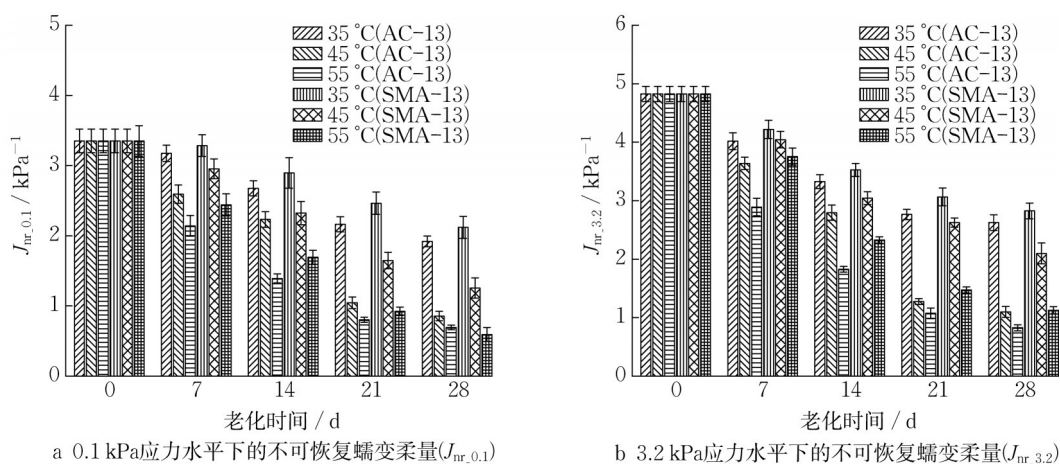 5
4
3
2
1
0
J_nr_0.1 / kPa⁻¹
35 ℃(AC-13)
45 ℃(AC-13)
55 ℃(AC-13)
35 ℃(SMA-13)
45 ℃(SMA-13)
55 ℃(SMA-13)
0 7 14 21 28
老化时间 / d
a 0.1 kPa应力水平下的不可恢复蠕变柔量(J_nr_0.1)
6
5
4
3
2
1
0
J_nr_3.2 / kPa⁻¹
35 ℃(AC-13)
45 ℃(AC-13)
55 ℃(AC-13)
35 ℃(SMA-13)
45 ℃(SMA-13)
55 ℃(SMA-13)
0 7 14 21 28
老化时间 / d
b 3.2 kPa应力水平下的不可恢复蠕变柔量(J_nr_3.2)